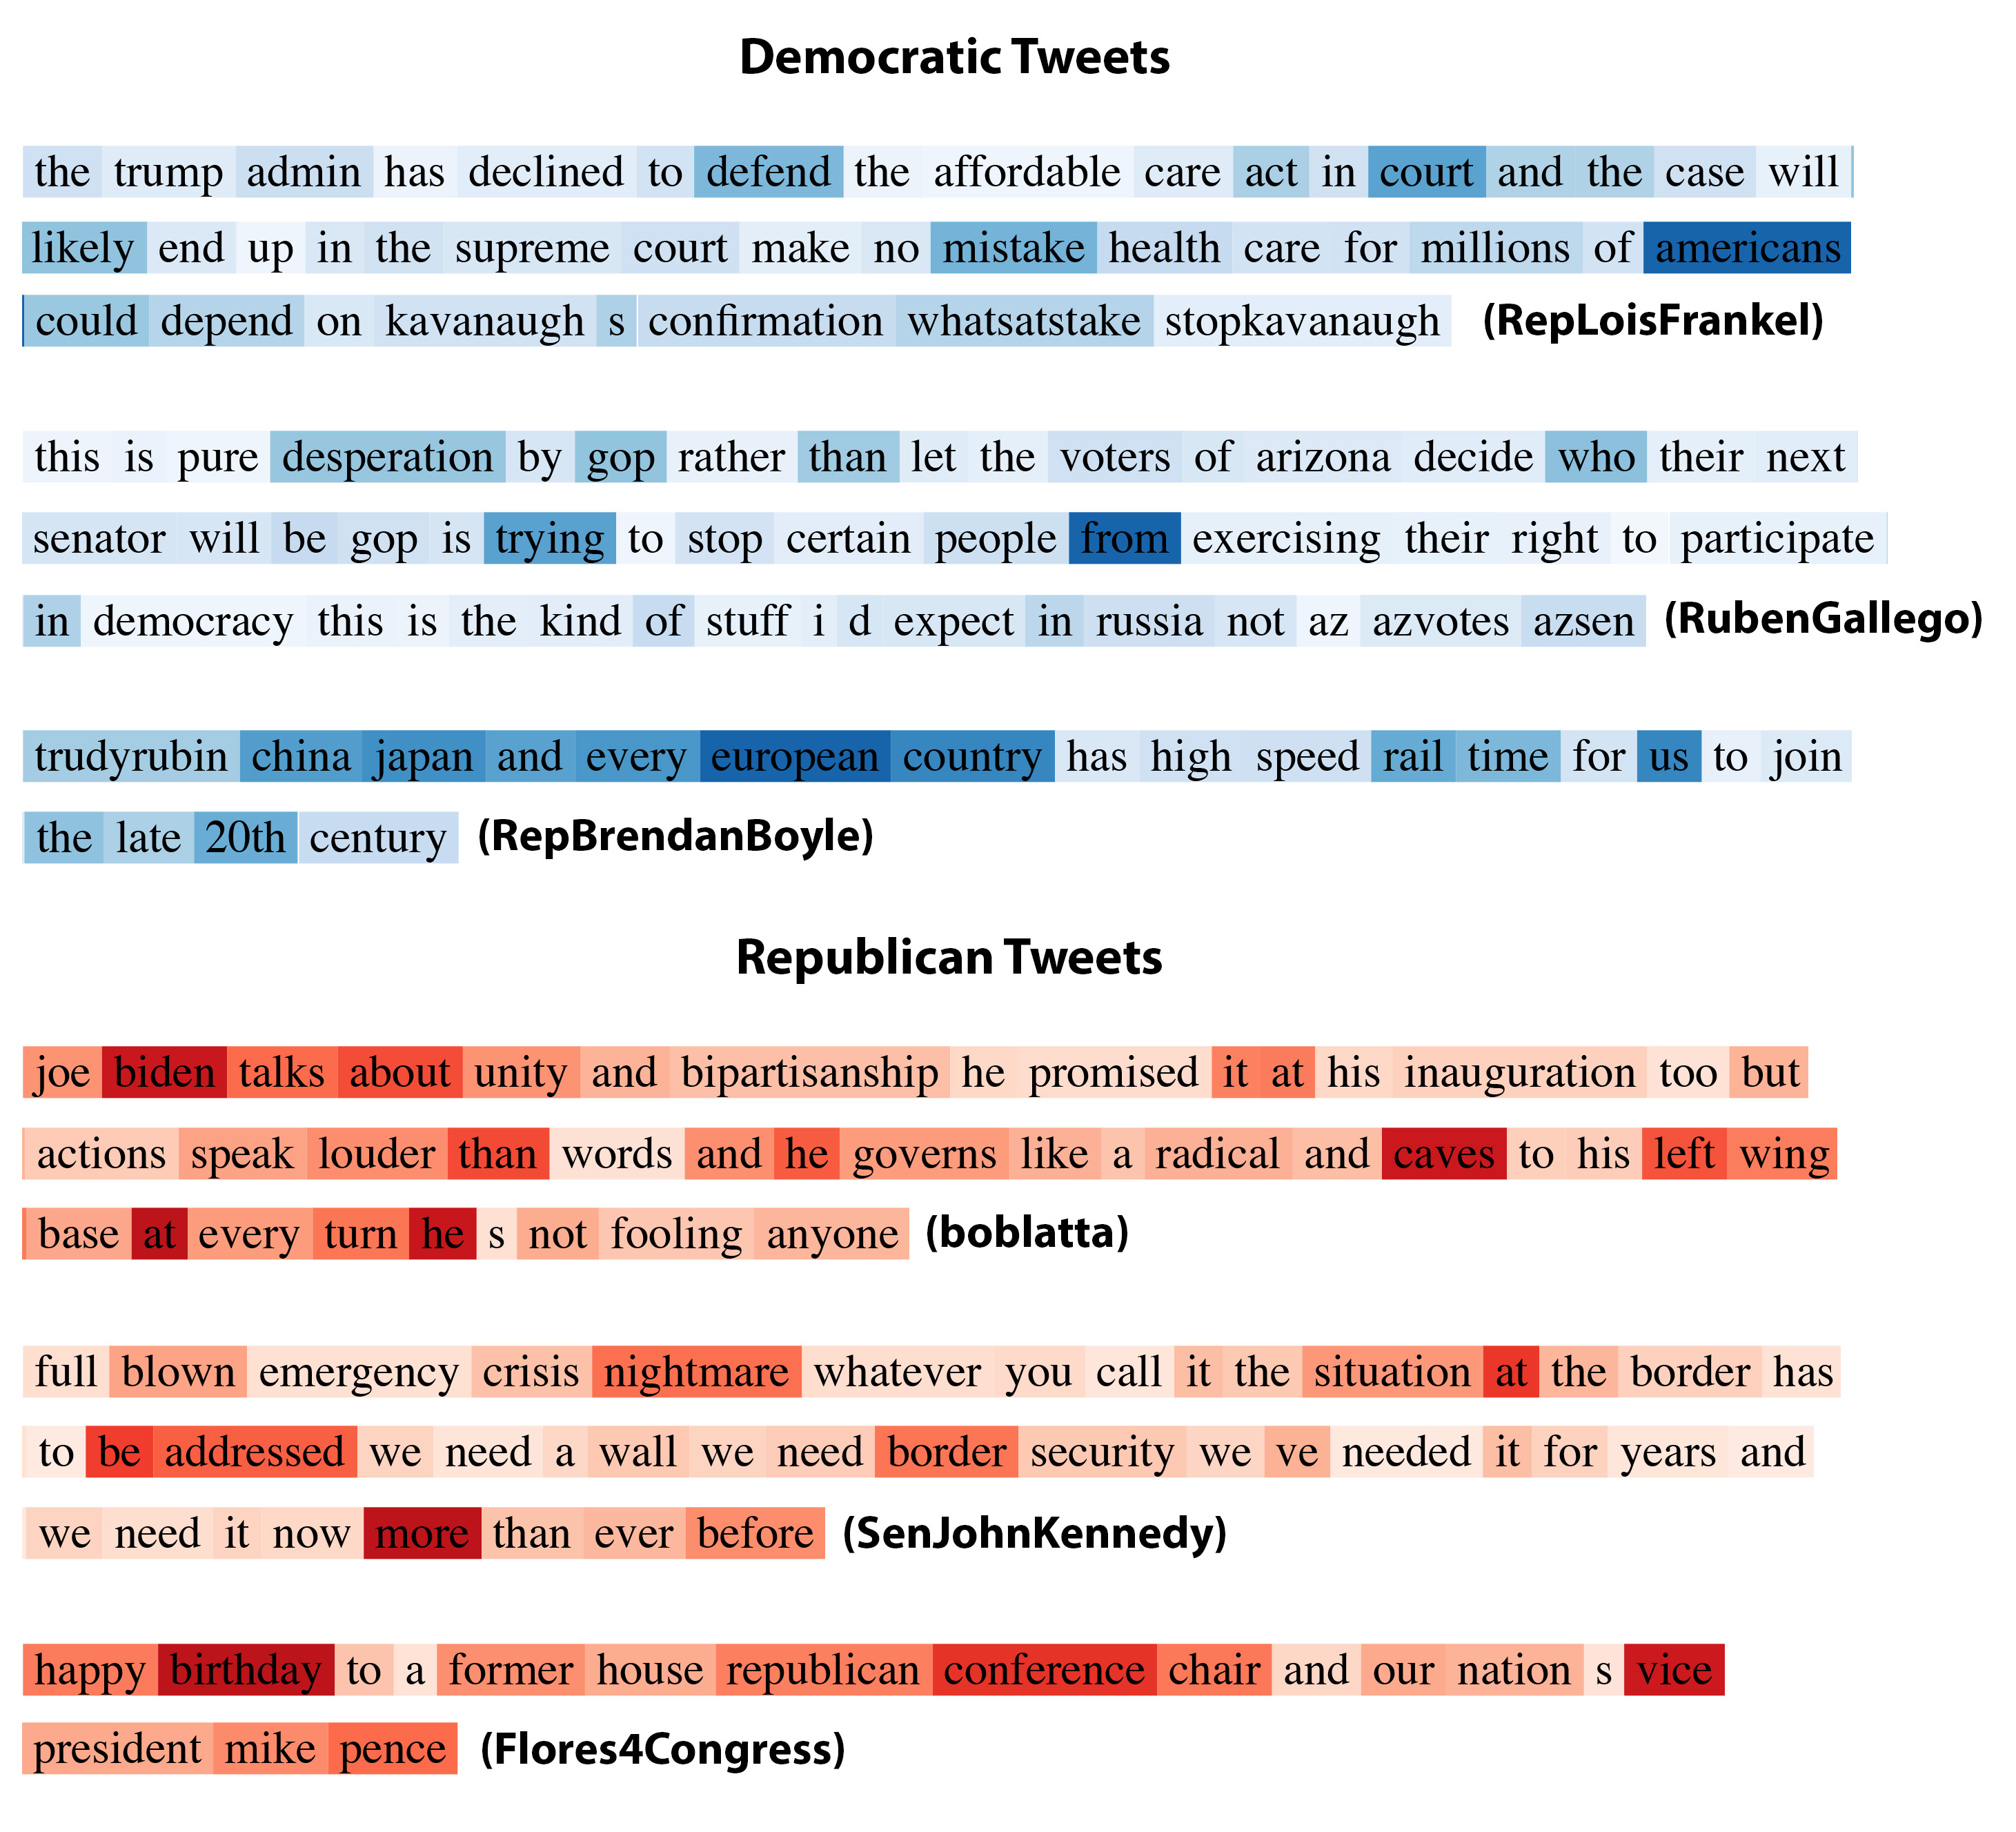 Democratic Tweets
the trump admin has declined to defend the affordable care act in court and the case will
likely end up in the supreme court make no mistake health care for millions of americans
could depend on kavanaugh s confirmation whatsatstake stopkavanaugh (RepLoisFrankel)
this is pure desperation by gop rather than let the voters of arizona decide who their next
senator will be gop is trying to stop certain people from exercising their right to participate
in democracy this is the kind of stuff i d expect in russia not az azvotes azsen (RubenGallego)
trudyrubin china japan and every european country has high speed rail time for us to join
the late 20th century (RepBrendanBoyle)
Republican Tweets
joe biden talks about unity and bipartisanship he promised it at his inauguration too but
actions speak louder than words and he governs like a radical and caves to his left wing
base at every turn he s not fooling anyone (boblatta)
full blown emergency crisis nightmare whatever you call it the situation at the border has
to be addressed we need a wall we need border security we ve needed it for years and
we need it now more than ever before (SenJohnKennedy)
happy birthday to a former house republican conference chair and our nation s vice
president mike pence (Flores4Congress)